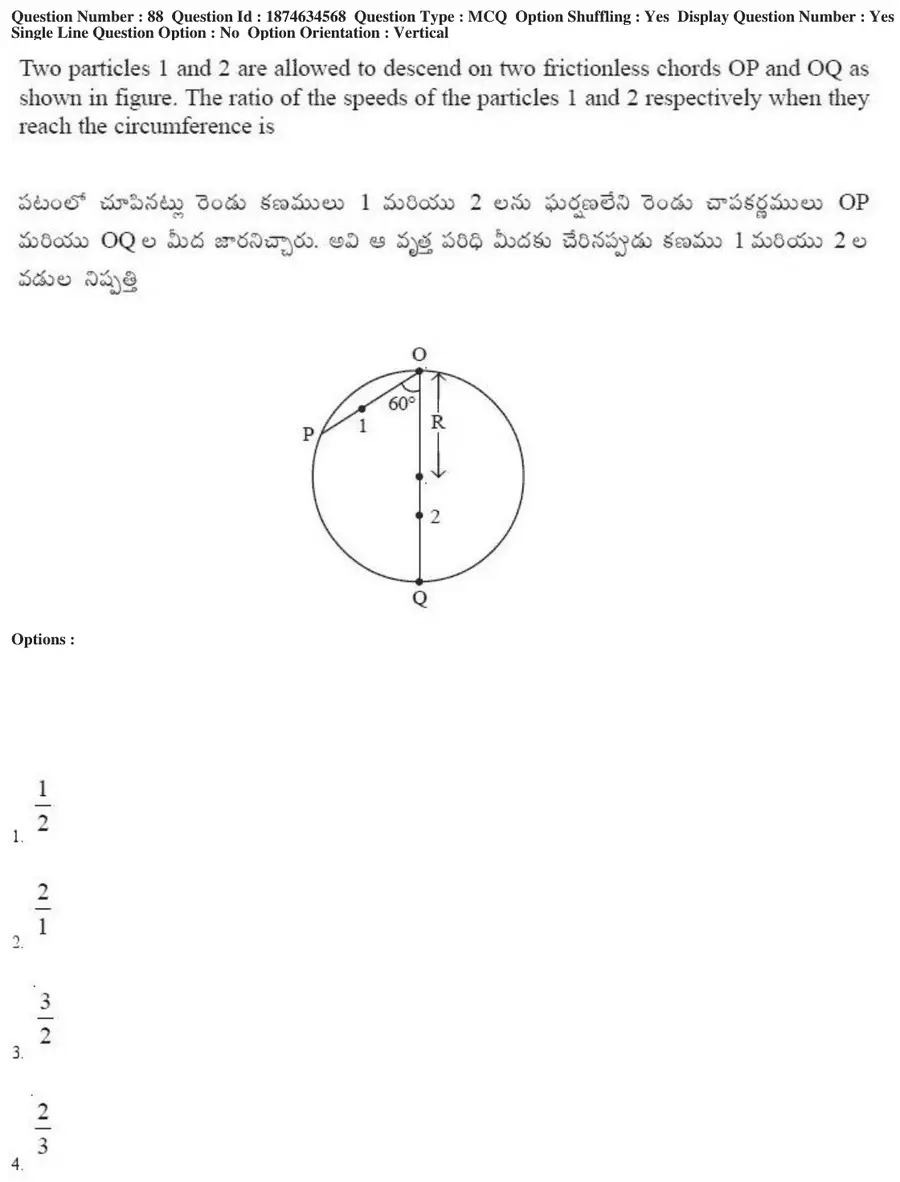 Question Number : 88 Question Id : 1874634568 Question Type : MCQ Option Shuffling : Yes Display Question Number : Yes
Single Line Question Option : No Option Orientation : Vertical
Two particles 1 and 2 are allowed to descend on two frictionless chords OP and OQ as
shown in figure. The ratio of the speeds of the particles 1 and 2 respectively when they
reach the circumference is
పటంలో చూపినట్లు రెండు కణములు 1 మరియు 2 లను ఘర్షణలేని రెండు చాపకర్ణములు OP
మరియు OQ ల మీద జారనిచ్చారు. అవి ఆ వృత్త పరిధి మీదకు చేరినప్పుడు కణము 1 మరియు 2 ల
వడుల నిష్పత్తి
O
60°
P
1
R
2
Q
Options :
1. 1/2
2. 2/1
3. 3/2
4. 2/3